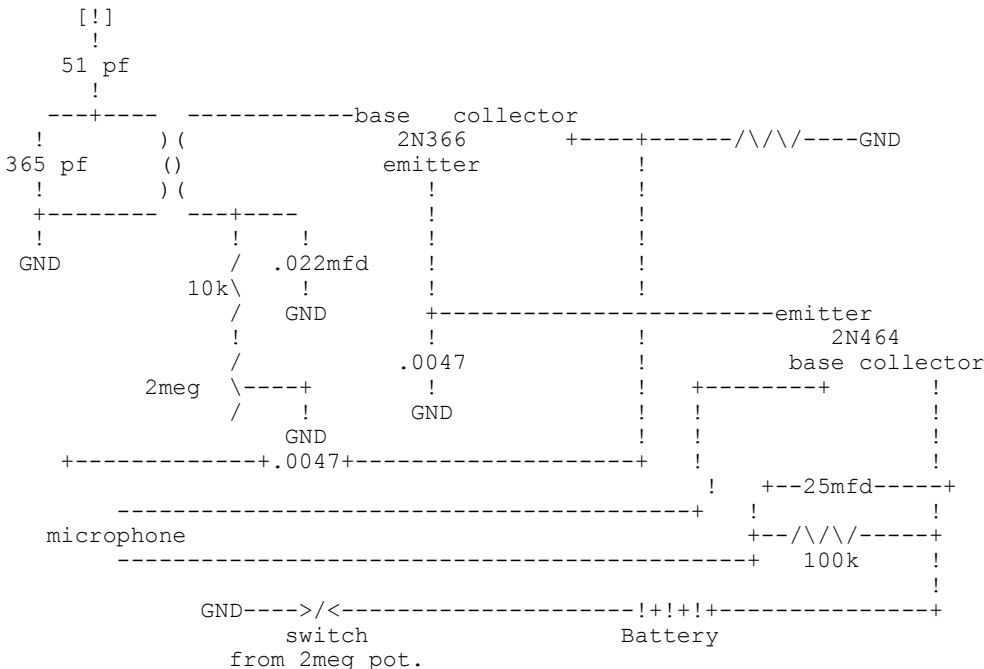 [!]
!
51 pf
!
---+---- ------------base collector
! )( 2N366 +----+------/\/\/----GND
365 pf () emitter !
! )( ! !
+-------- ---+---- ! !
! ! ! ! !
GND / .022mfd ! !
10k\ ! ! !
/ GND +-------------------------emitter
! ! ! 2N464
/ .0047 ! base collector
2meg \----+ ! ! +--------+ !
/ ! GND ! ! !
GND ! ! !
+-------------+.0047+--------------------+ ! !
! +--25mfd-----+
-----------------------------------------+ ! !
microphone +--/\/\/-----+
---------------------------------------------+ 100k !
!
GND---->/<---------------------!+!+!+---------------+
switch Battery
from 2meg pot.